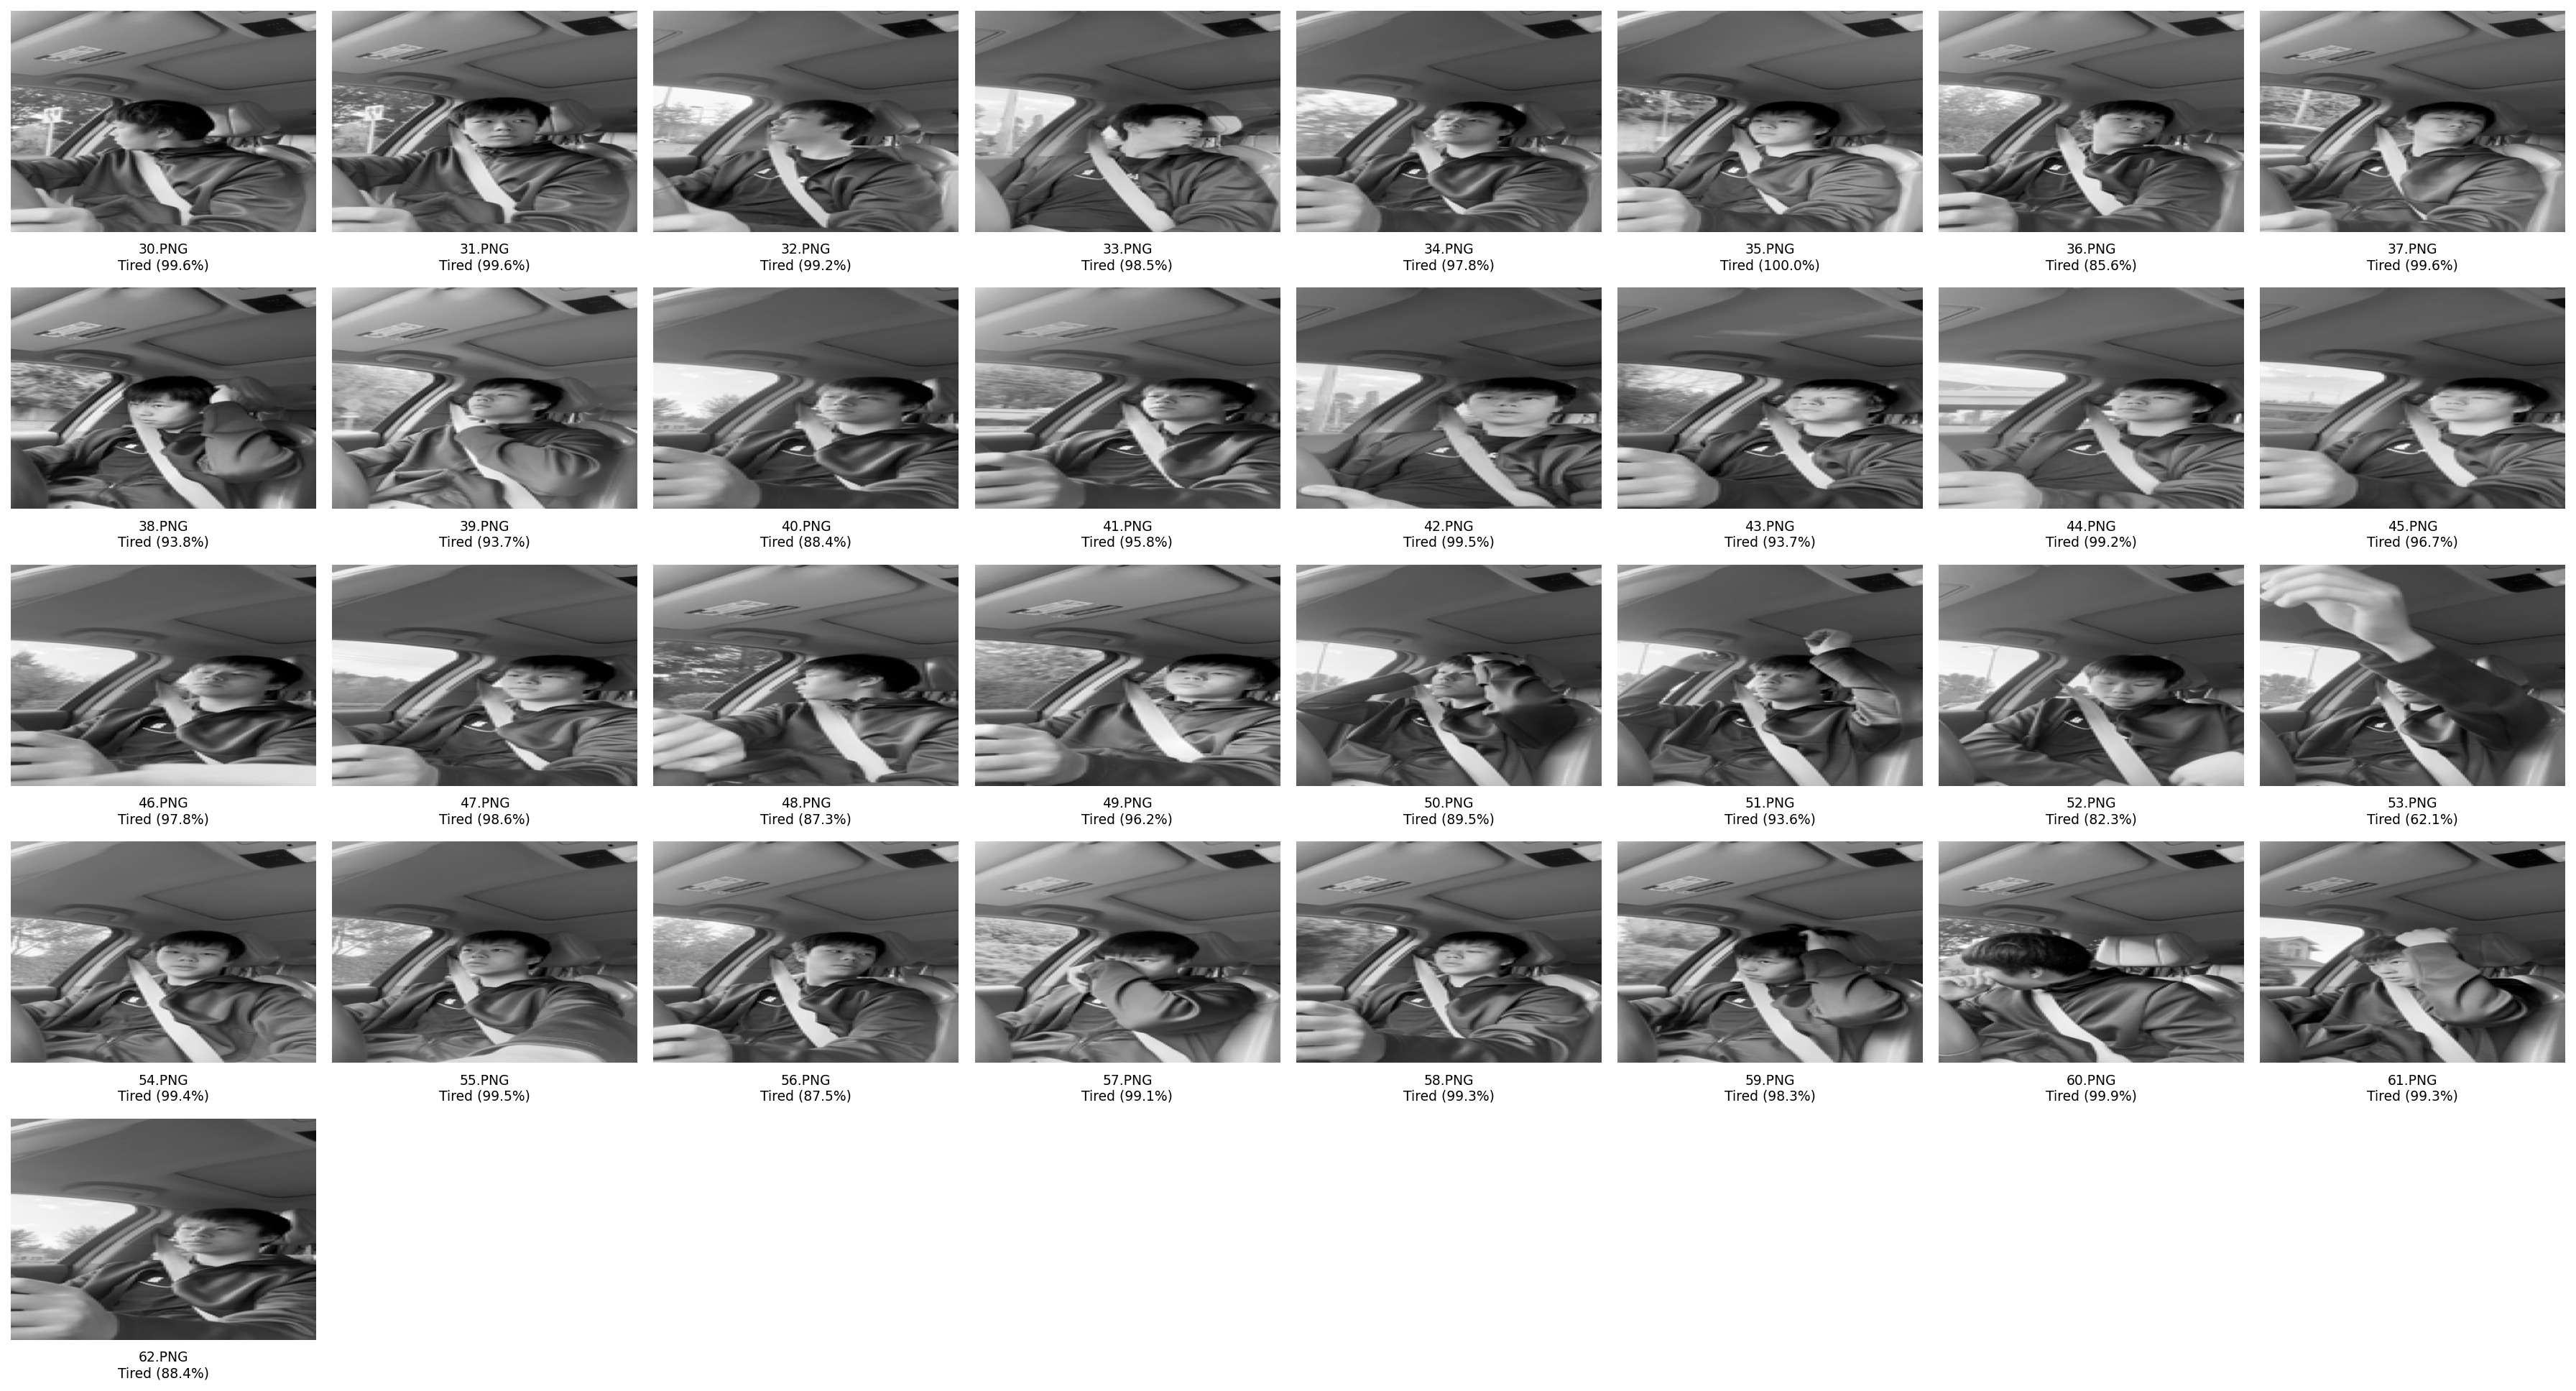 30.PNG
Tired (99.6%)
31.PNG
Tired (99.6%)
32.PNG
Tired (99.2%)
33.PNG
Tired (98.5%)
34.PNG
Tired (97.8%)
35.PNG
Tired (100.0%)
36.PNG
Tired (85.6%)
37.PNG
Tired (99.6%)
38.PNG
Tired (93.8%)
39.PNG
Tired (93.7%)
40.PNG
Tired (88.4%)
41.PNG
Tired (95.8%)
42.PNG
Tired (99.5%)
43.PNG
Tired (93.7%)
44.PNG
Tired (99.2%)
45.PNG
Tired (96.7%)
46.PNG
Tired (97.8%)
47.PNG
Tired (98.6%)
48.PNG
Tired (87.3%)
49.PNG
Tired (96.2%)
50.PNG
Tired (89.5%)
51.PNG
Tired (93.6%)
52.PNG
Tired (82.3%)
53.PNG
Tired (62.1%)
54.PNG
Tired (99.4%)
55.PNG
Tired (99.5%)
56.PNG
Tired (87.5%)
57.PNG
Tired (99.1%)
58.PNG
Tired (99.3%)
59.PNG
Tired (98.3%)
60.PNG
Tired (99.9%)
61.PNG
Tired (99.3%)
62.PNG
Tired (88.4%)